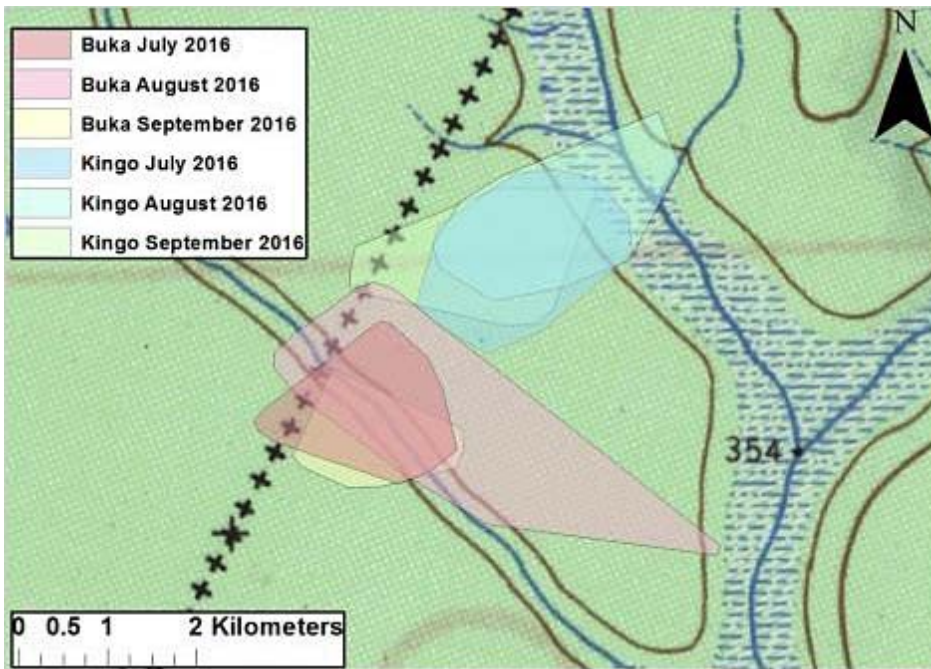 Buka July 2016
Buka August 2016
Buka September 2016
Kingo July 2016
Kingo August 2016
Kingo September 2016
N
354
0 0.5 1 2 Kilometers